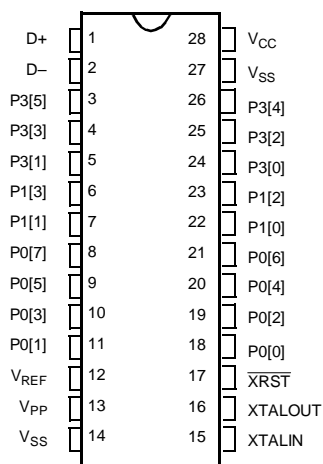 D+ 1 28 VCC
D– 2 27 VSS
P3[5] 3 26 P3[4]
P3[3] 4 25 P3[2]
P3[1] 5 24 P3[0]
P1[3] 6 23 P1[2]
P1[1] 7 22 P1[0]
P0[7] 8 21 P0[6]
P0[5] 9 20 P0[4]
P0[3] 10 19 P0[2]
P0[1] 11 18 P0[0]
VREF 12 17 XRST
VPP 13 16 XTALOUT
VSS 14 15 XTALIN